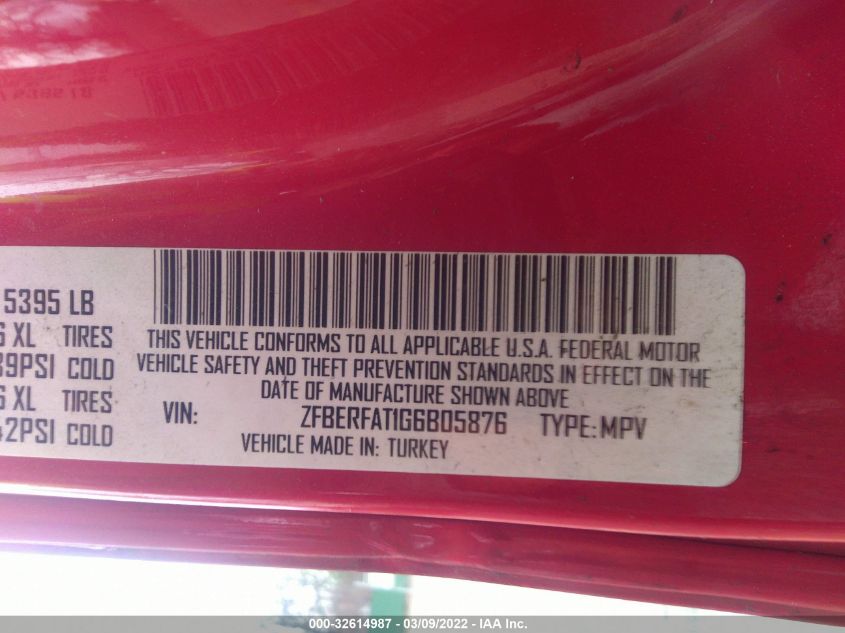 5395 LB
XL TIRES
39PSI COLD
XL TIRES
2PSI COLD
THIS VEHICLE CONFORMS TO ALL APPLICABLE U.S.A. FEDERAL MOTOR
VEHICLE SAFETY AND THEFT PREVENTION STANDARDS IN EFFECT ON THE
DATE OF MANUFACTURE SHOWN ABOVE
VIN: ZFBERFAT1G6B05876 TYPE: MPV
VEHICLE MADE IN: TURKEY
000-32614987 - 03/09/2022 - IAA Inc.